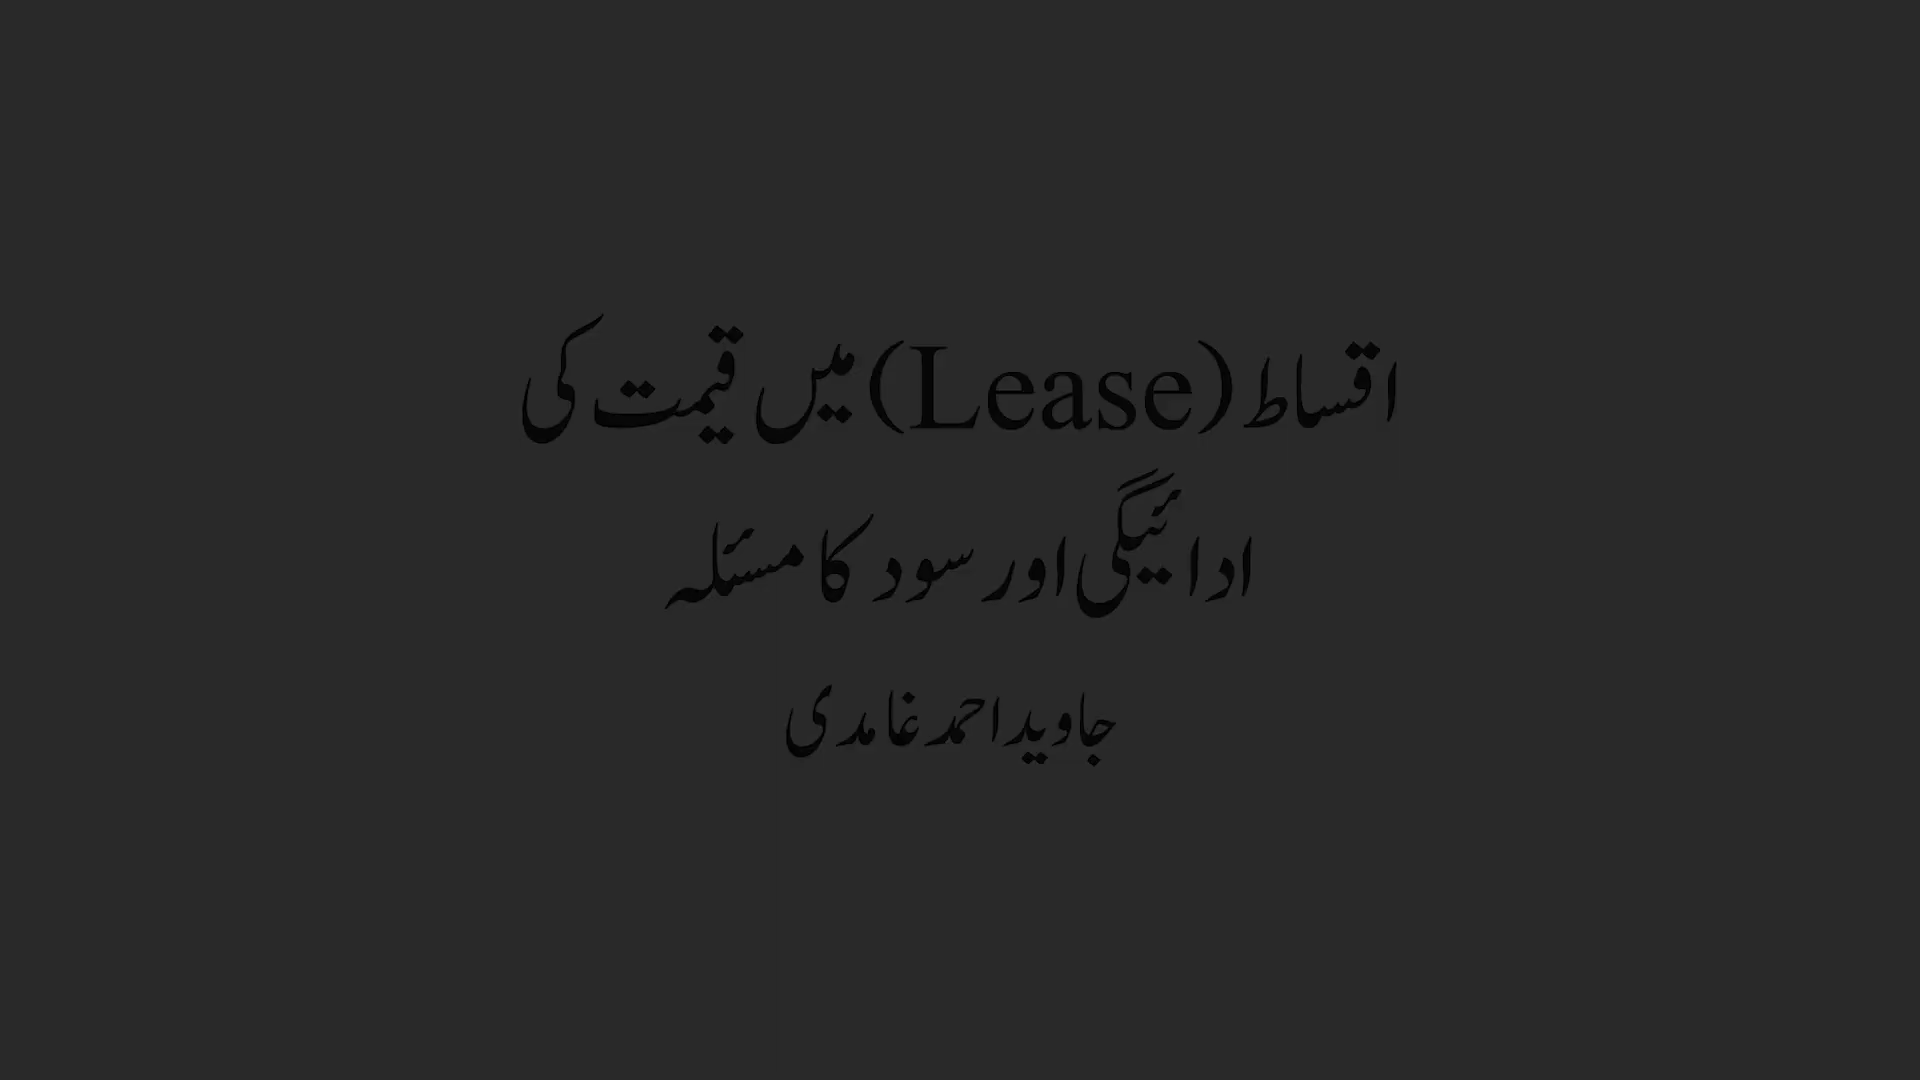 اقساط (Lease) میں قیمت کی
ادائیگی اور سود کا مسئلہ
جاوید احمد غامدی